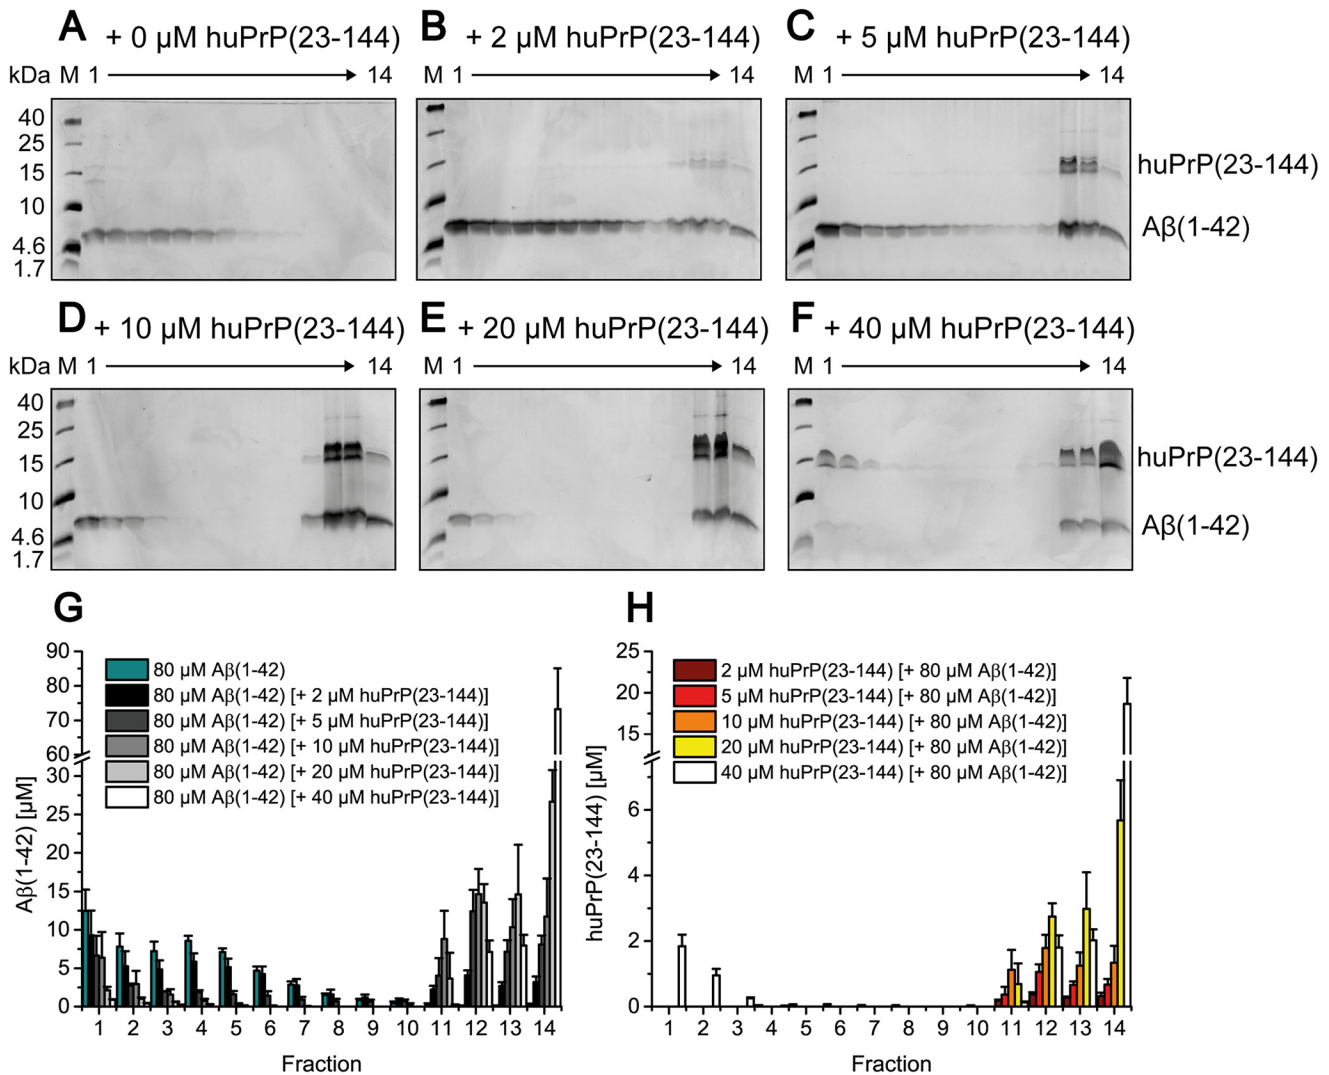 A + 0 µM huPrP(23-144)
B + 2 µM huPrP(23-144)
C + 5 µM huPrP(23-144)
kDa M 1 14
M 1 14
M 1 14
40
25
15
10
4.6
1.7
huPrP(23-144)
Aβ(1-42)
D + 10 µM huPrP(23-144)
E + 20 µM huPrP(23-144)
F + 40 µM huPrP(23-144)
kDa M 1 14
M 1 14
M 1 14
40
25
15
10
4.6
1.7
huPrP(23-144)
Aβ(1-42)
G
Aβ(1-42) [µM]
90
80
70
60
30
25
20
15
10
5
0
80 µM Aβ(1-42)
80 µM Aβ(1-42) [+ 2 µM huPrP(23-144)]
80 µM Aβ(1-42) [+ 5 µM huPrP(23-144)]
80 µM Aβ(1-42) [+ 10 µM huPrP(23-144)]
80 µM Aβ(1-42) [+ 20 µM huPrP(23-144)]
80 µM Aβ(1-42) [+ 40 µM huPrP(23-144)]
1 2 3 4 5 6 7 8 9 10 11 12 13 14
Fraction
H
huPrP(23-144) [µM]
25
20
15
6
4
2
0
2 µM huPrP(23-144) [+ 80 µM Aβ(1-42)]
5 µM huPrP(23-144) [+ 80 µM Aβ(1-42)]
10 µM huPrP(23-144) [+ 80 µM Aβ(1-42)]
20 µM huPrP(23-144) [+ 80 µM Aβ(1-42)]
40 µM huPrP(23-144) [+ 80 µM Aβ(1-42)]
1 2 3 4 5 6 7 8 9 10 11 12 13 14
Fraction